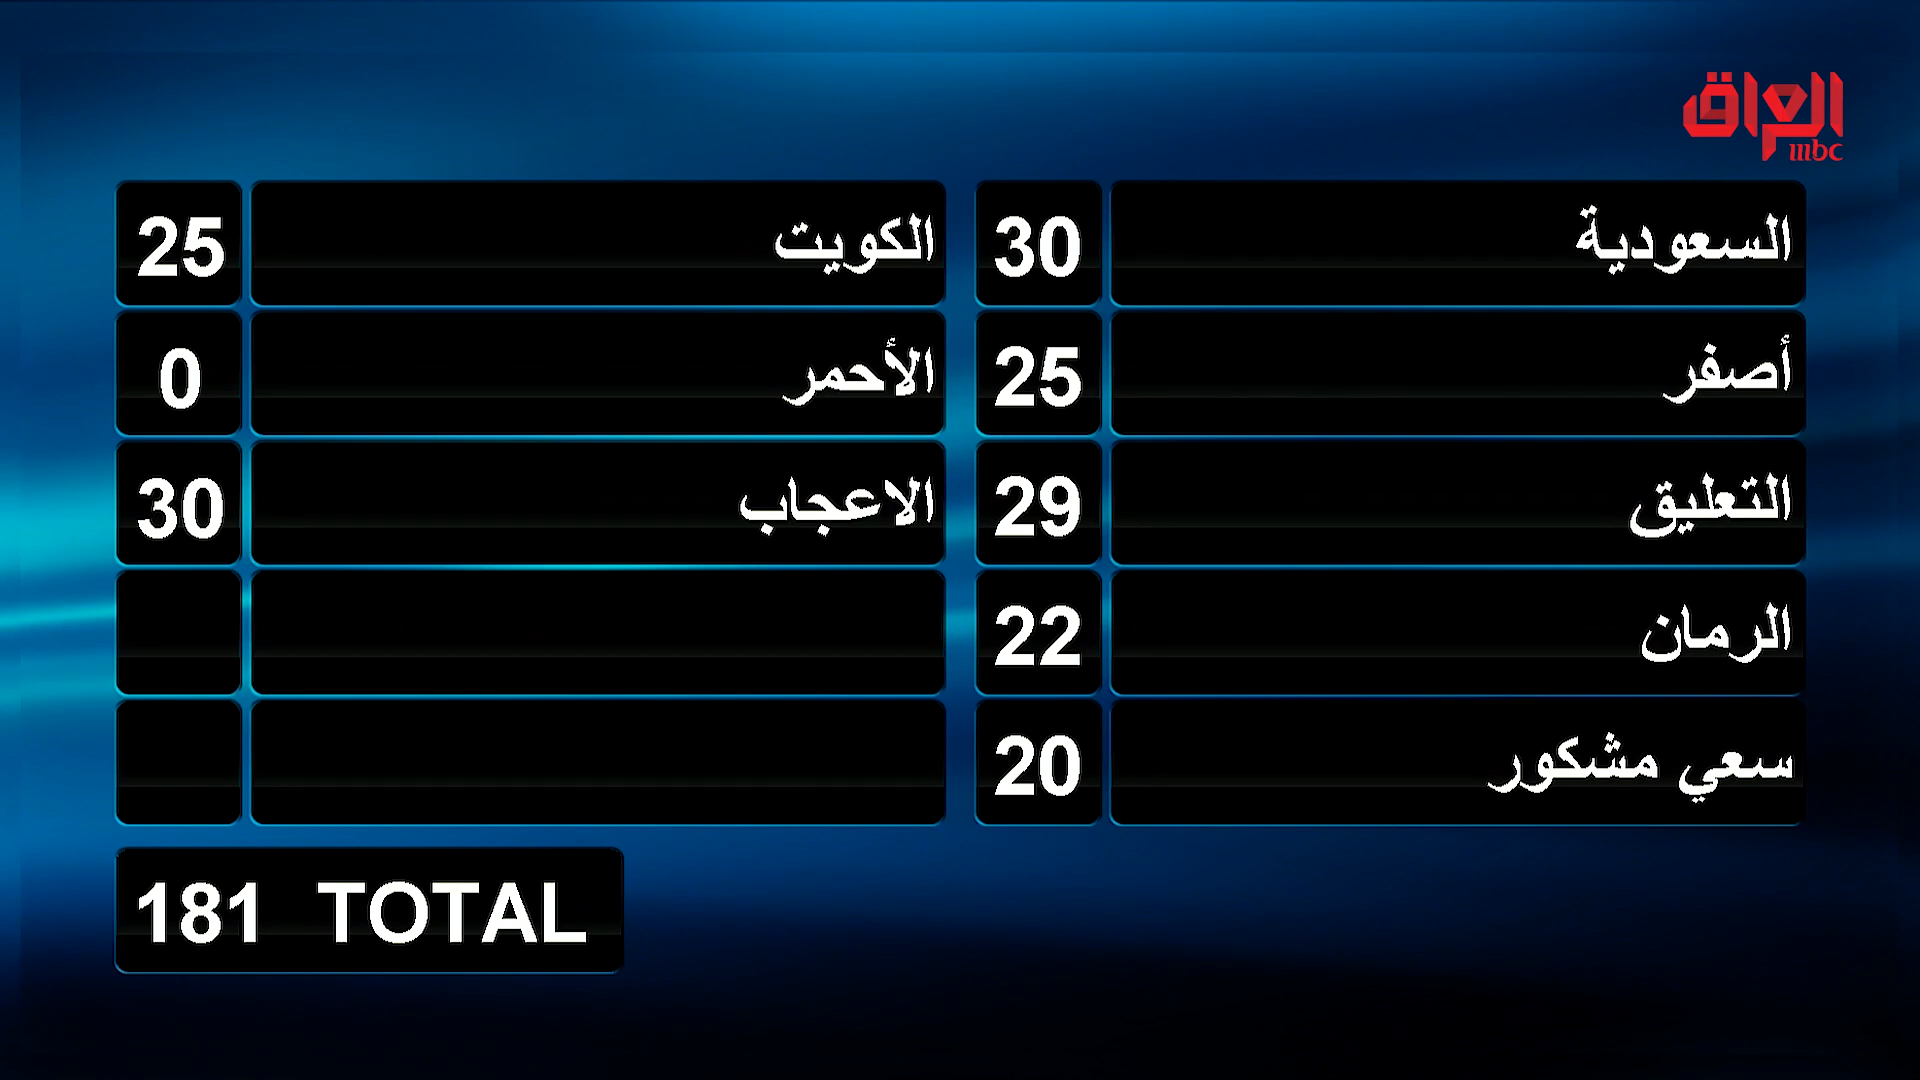 العراق
mbc
السعودية 30
أصفر 25
التعليق 29
الرمان 22
سعي مشكور 20
الكويت 25
الأحمر 0
الاعجاب 30
181 TOTAL